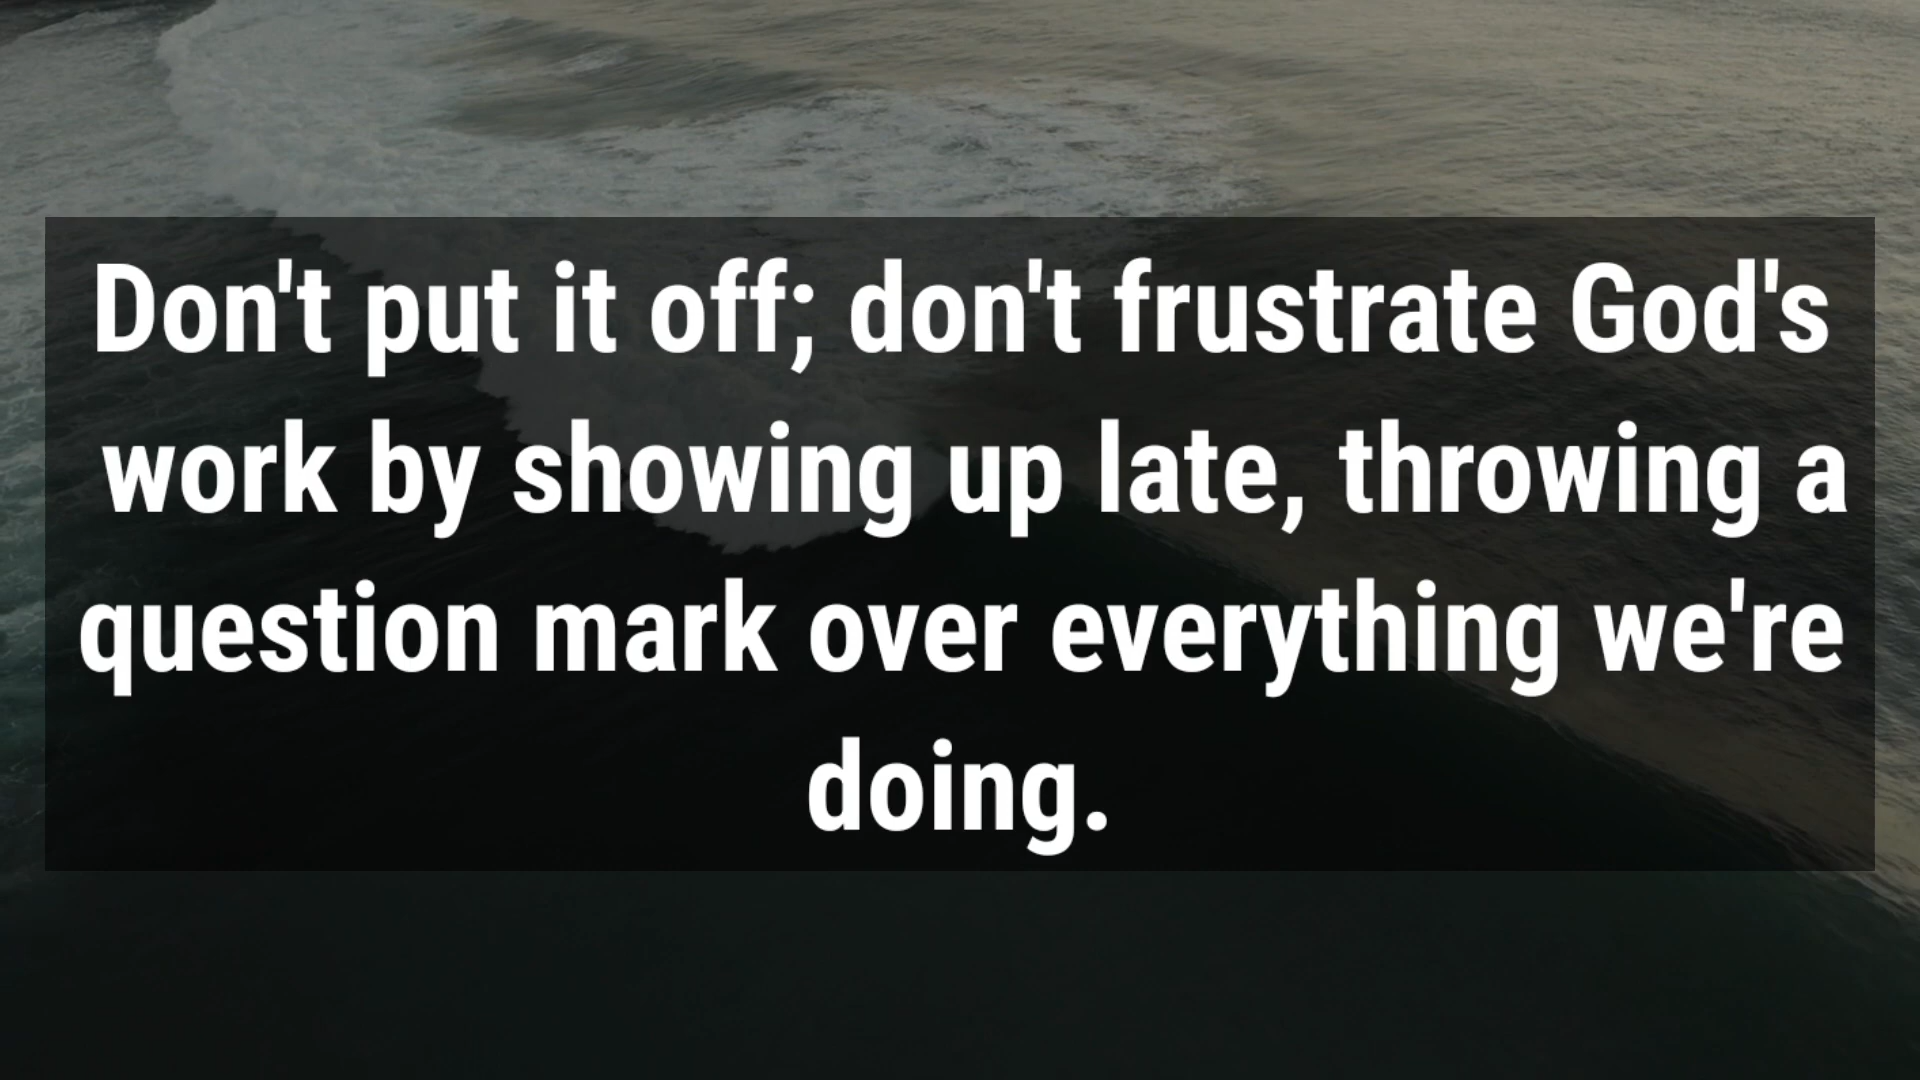 Don't put it off; don't frustrate God's
work by showing up late, throwing a
question mark over everything we're
doing.